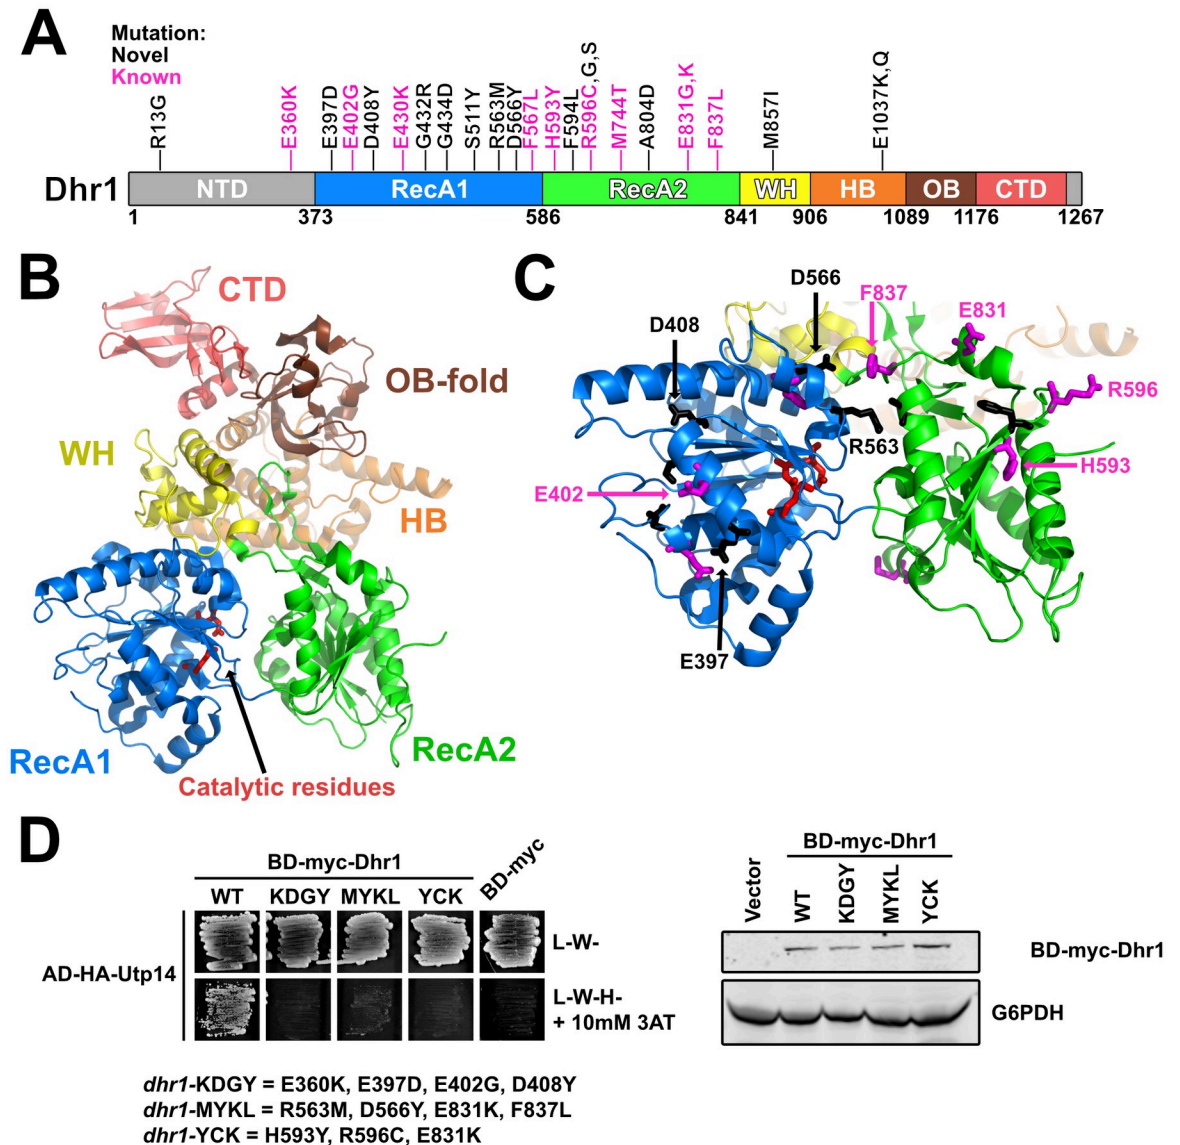 A
Mutation:
Novel
Known
R13G
E360K
E397D
E402G
D408Y
E430K
G432R
G434D
S511Y
R563M
D566Y
F567L
H593Y
F594L
R596C,G,S
M744T
A804D
E831G,K
F837L
M857I
E1037K,Q
Dhr1 NTD RecA1 RecA2 WH HB OB CTD
1 373 586 841 906 1089 1176 1267
B
CTD
OB-fold
WH
HB
RecA1
RecA2
Catalytic residues
C
D566
F837
E831
D408
R596
R563
H593
E402
E397
D
BD-myc-Dhr1
BD-myc
WT KDGY MYKL YCK
AD-HA-Utp14
L-W-
L-W-H-
+ 10mM 3AT
BD-myc-Dhr1
Vector
WT
KDGY
MYKL
YCK
BD-myc-Dhr1
G6PDH
dhr1-KDGY = E360K, E397D, E402G, D408Y
dhr1-MYKL = R563M, D566Y, E831K, F837L
dhr1-YCK = H593Y, R596C, E831K